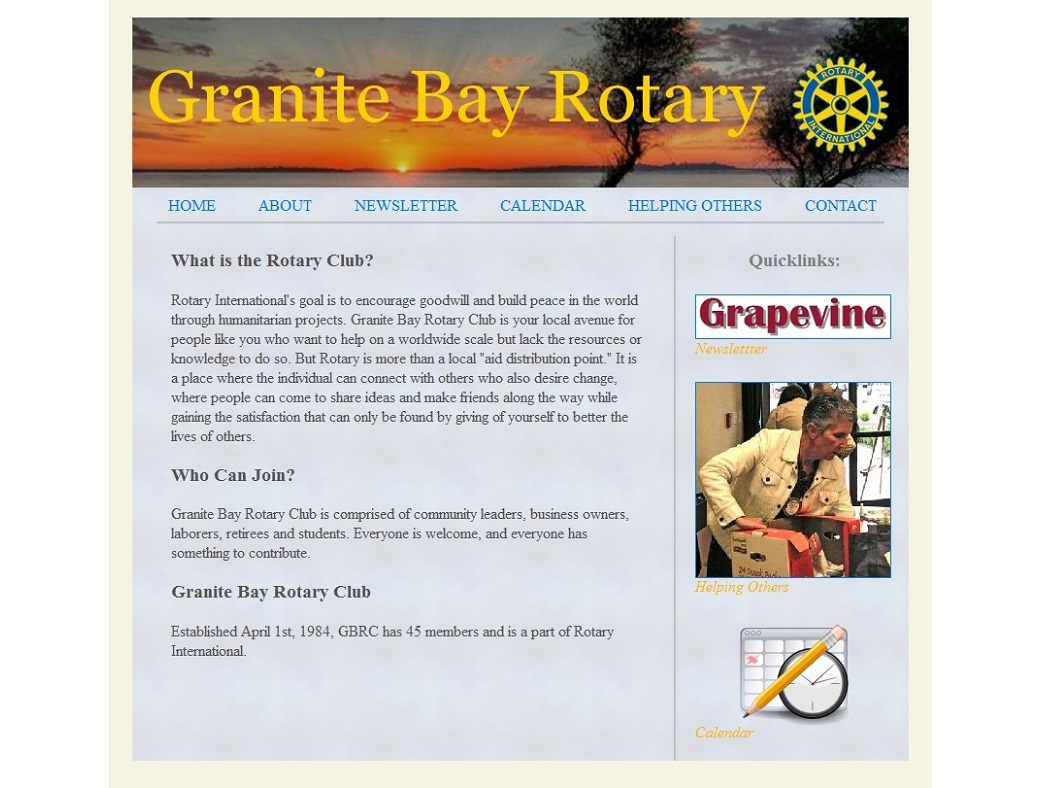 Granite Bay Rotary
ROTARY
INTERNATIONAL
HOME ABOUT NEWSLETTER CALENDAR HELPING OTHERS CONTACT
What is the Rotary Club?
Rotary International's goal is to encourage goodwill and build peace in the world
through humanitarian projects. Granite Bay Rotary Club is your local avenue for
people like you who want to help on a worldwide scale but lack the resources or
knowledge to do so. But Rotary is more than a local "aid distribution point." It is
a place where the individual can connect with others who also desire change,
where people can come to share ideas and make friends along the way while
gaining the satisfaction that can only be found by giving of yourself to better the
lives of others.
Who Can Join?
Granite Bay Rotary Club is comprised of community leaders, business owners,
laborers, retirees and students. Everyone is welcome, and everyone has
something to contribute.
Granite Bay Rotary Club
Established April 1st, 1984, GBRC has 45 members and is a part of Rotary
International.
Quicklinks:
Grapevine
Newslettter
24
Helping Others
Calendar